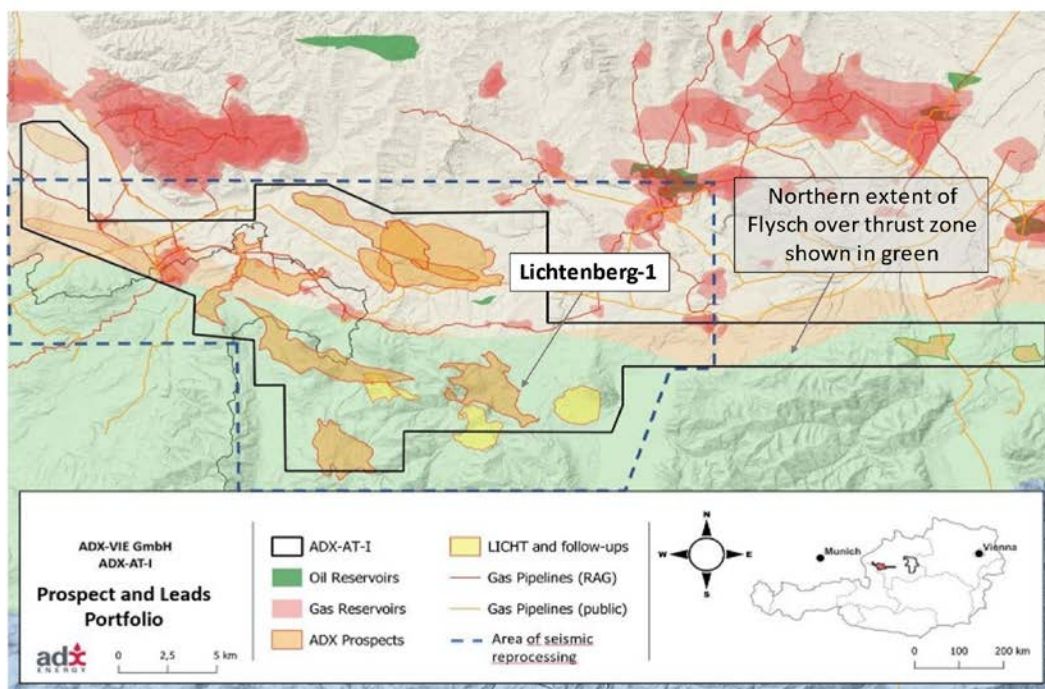 Northern extent of
Flysch over thrust zone
shown in green
Lichtenberg-1
ADX-VIE GmbH
ADX-AT-I
Prospect and Leads
Portfolio
adx
ENERGY
0 2,5 5 km
ADX-AT-I
Oil Reservoirs
Gas Reservoirs
ADX Prospects
LICHT and follow-ups
Gas Pipelines (RAG)
Gas Pipelines (public)
Area of seismic
reprocessing
N
W E
S
Munich
Vienna
0 100 200 km